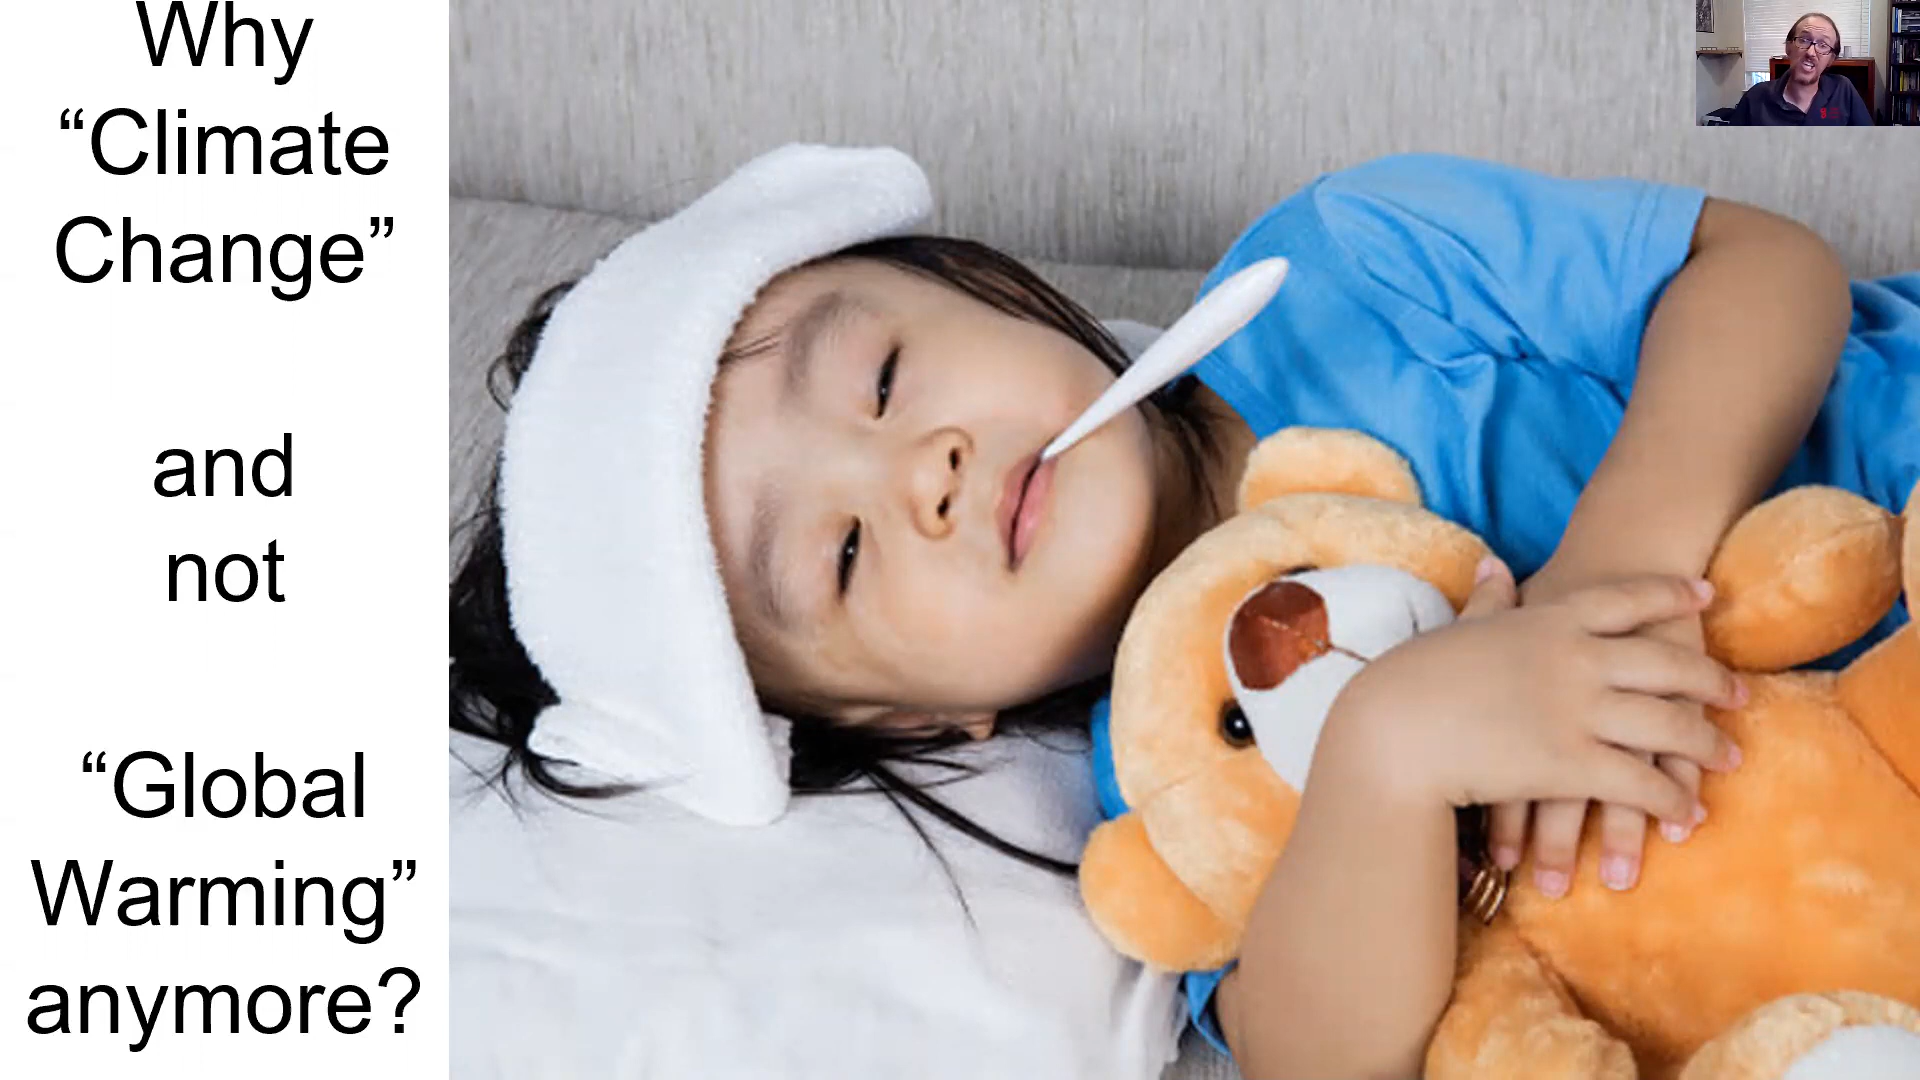 Why
“Climate
Change”
and
not
“Global
Warming”
anymore?